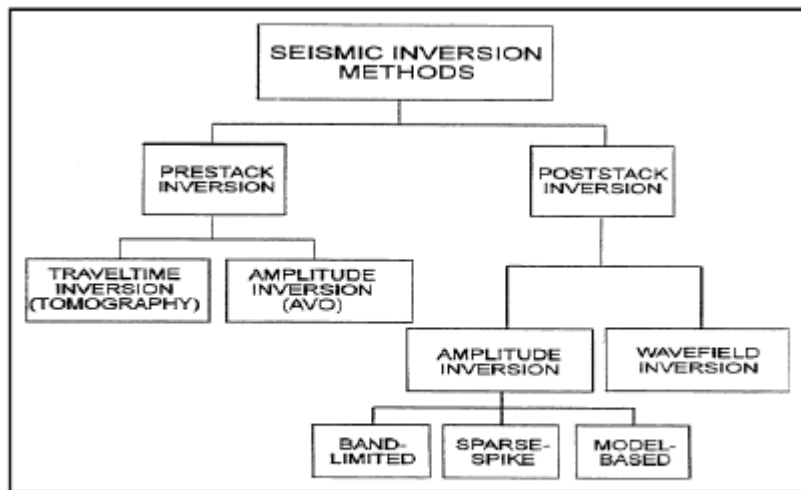 SEISMIC INVERSION
METHODS
PRESTACK
INVERSION
POSTSTACK
INVERSION
TRAVELTIME
INVERSION
(TOMOGRAPHY)
AMPLITUDE
INVERSION
(AVO)
AMPLITUDE
INVERSION
WAVEFIELD
INVERSION
BAND-
LIMITED
SPARSE-
SPIKE
MODEL-
BASED